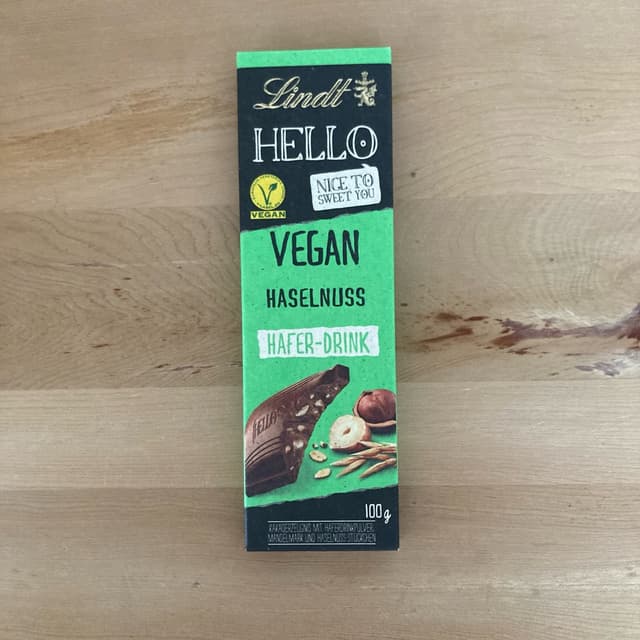 Lindt
HELLO
NICE TO
SWEET YOU
VEGAN
VEGAN
HASELNUSS
HAFER-DRINK
HELLO
100g
KAKAOERZEUGNIS MIT HAFERDRINKPULVER,
MANDELMARK UND HASELNUSS-STÜCKCHEN